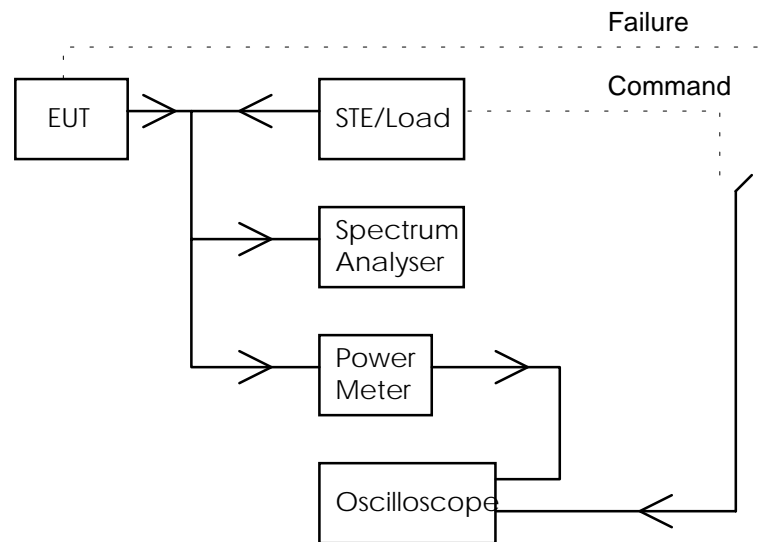 Failure
Command
EUT
STE/Load
Spectrum
Analyser
Power
Meter
Oscilloscope